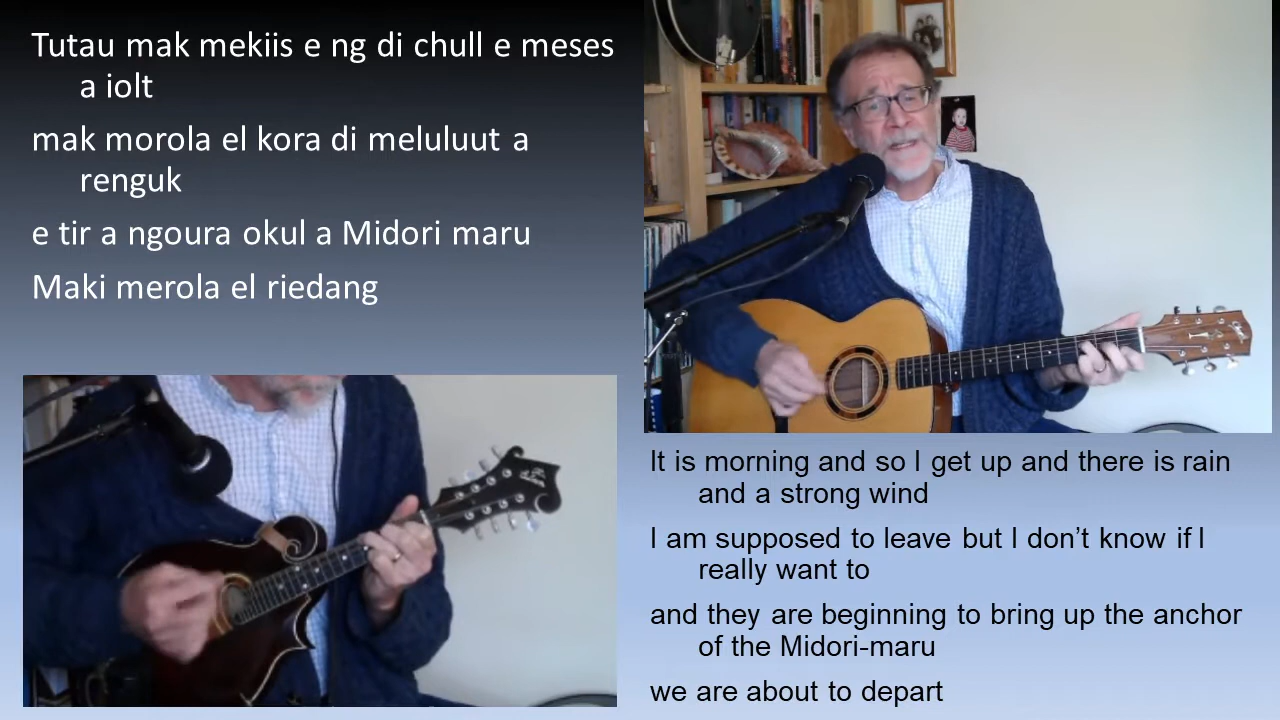 Tutau mak mekiis e ng di chull e meses
a iolt
mak morola el kora di meluluut a
renguk
e tir a ngoura okul a Midori maru
Maki merola el riedang
It is morning and so I get up and there is rain
and a strong wind
I am supposed to leave but I don’t know if I
really want to
and they are beginning to bring up the anchor
of the Midori-maru
we are about to depart